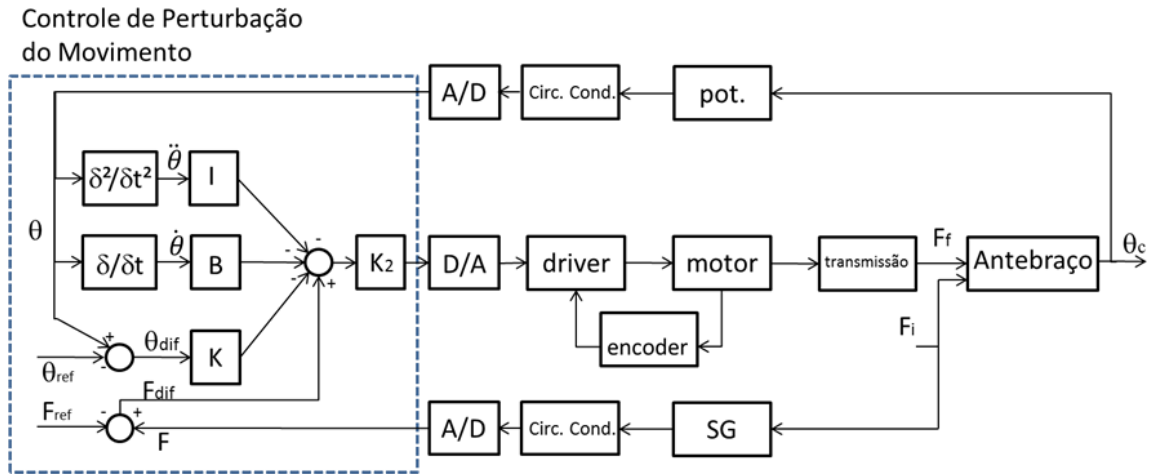 Controle de Perturbação
do Movimento
A/D
Circ. Cond.
pot.
δ²/δt²
θ̈
I
θ
-
-
-
+
δ/δt
θ̇
B
K₂
D/A
driver
motor
transmissão
Ff
Antebraço
θc
encoder
Fi
+
-
θdif
K
θref
Fdif
Fref
-
+
F
A/D
Circ. Cond.
SG